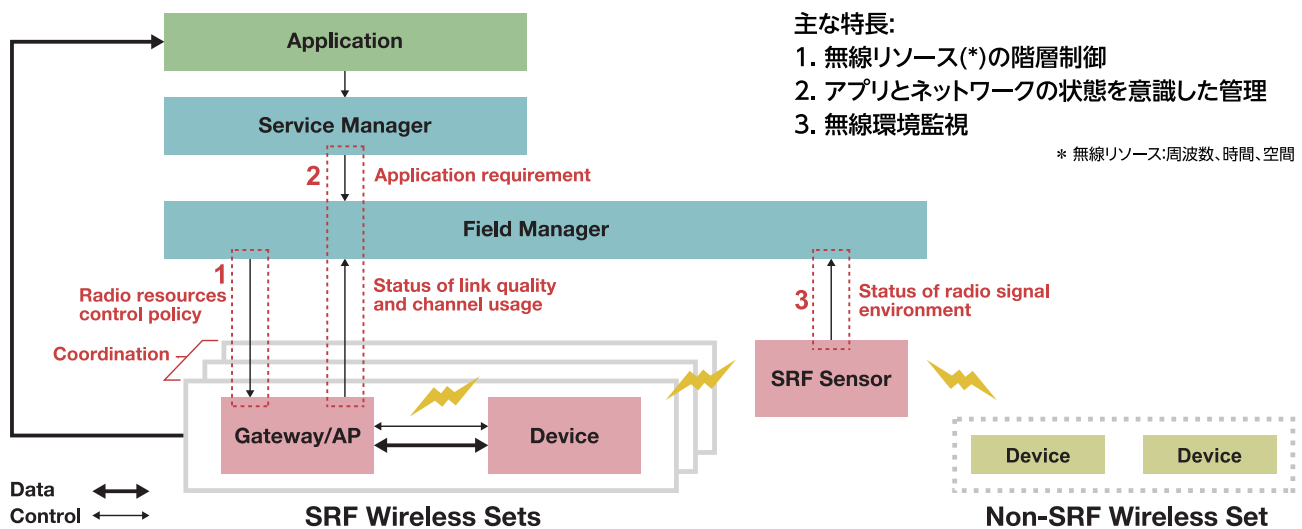 Application
主な特長:
1. 無線リソース(*)の階層制御
2. アプリとネットワークの状態を意識した管理
3. 無線環境監視
* 無線リソース:周波数、時間、空間
Service Manager
2
Application requirement
Field Manager
1
Radio resources
control policy
Status of link quality
and channel usage
3
Status of radio signal
environment
Coordination
SRF Sensor
Gateway/AP
Device
Device
Device
Data
Control
SRF Wireless Sets
Non-SRF Wireless Set